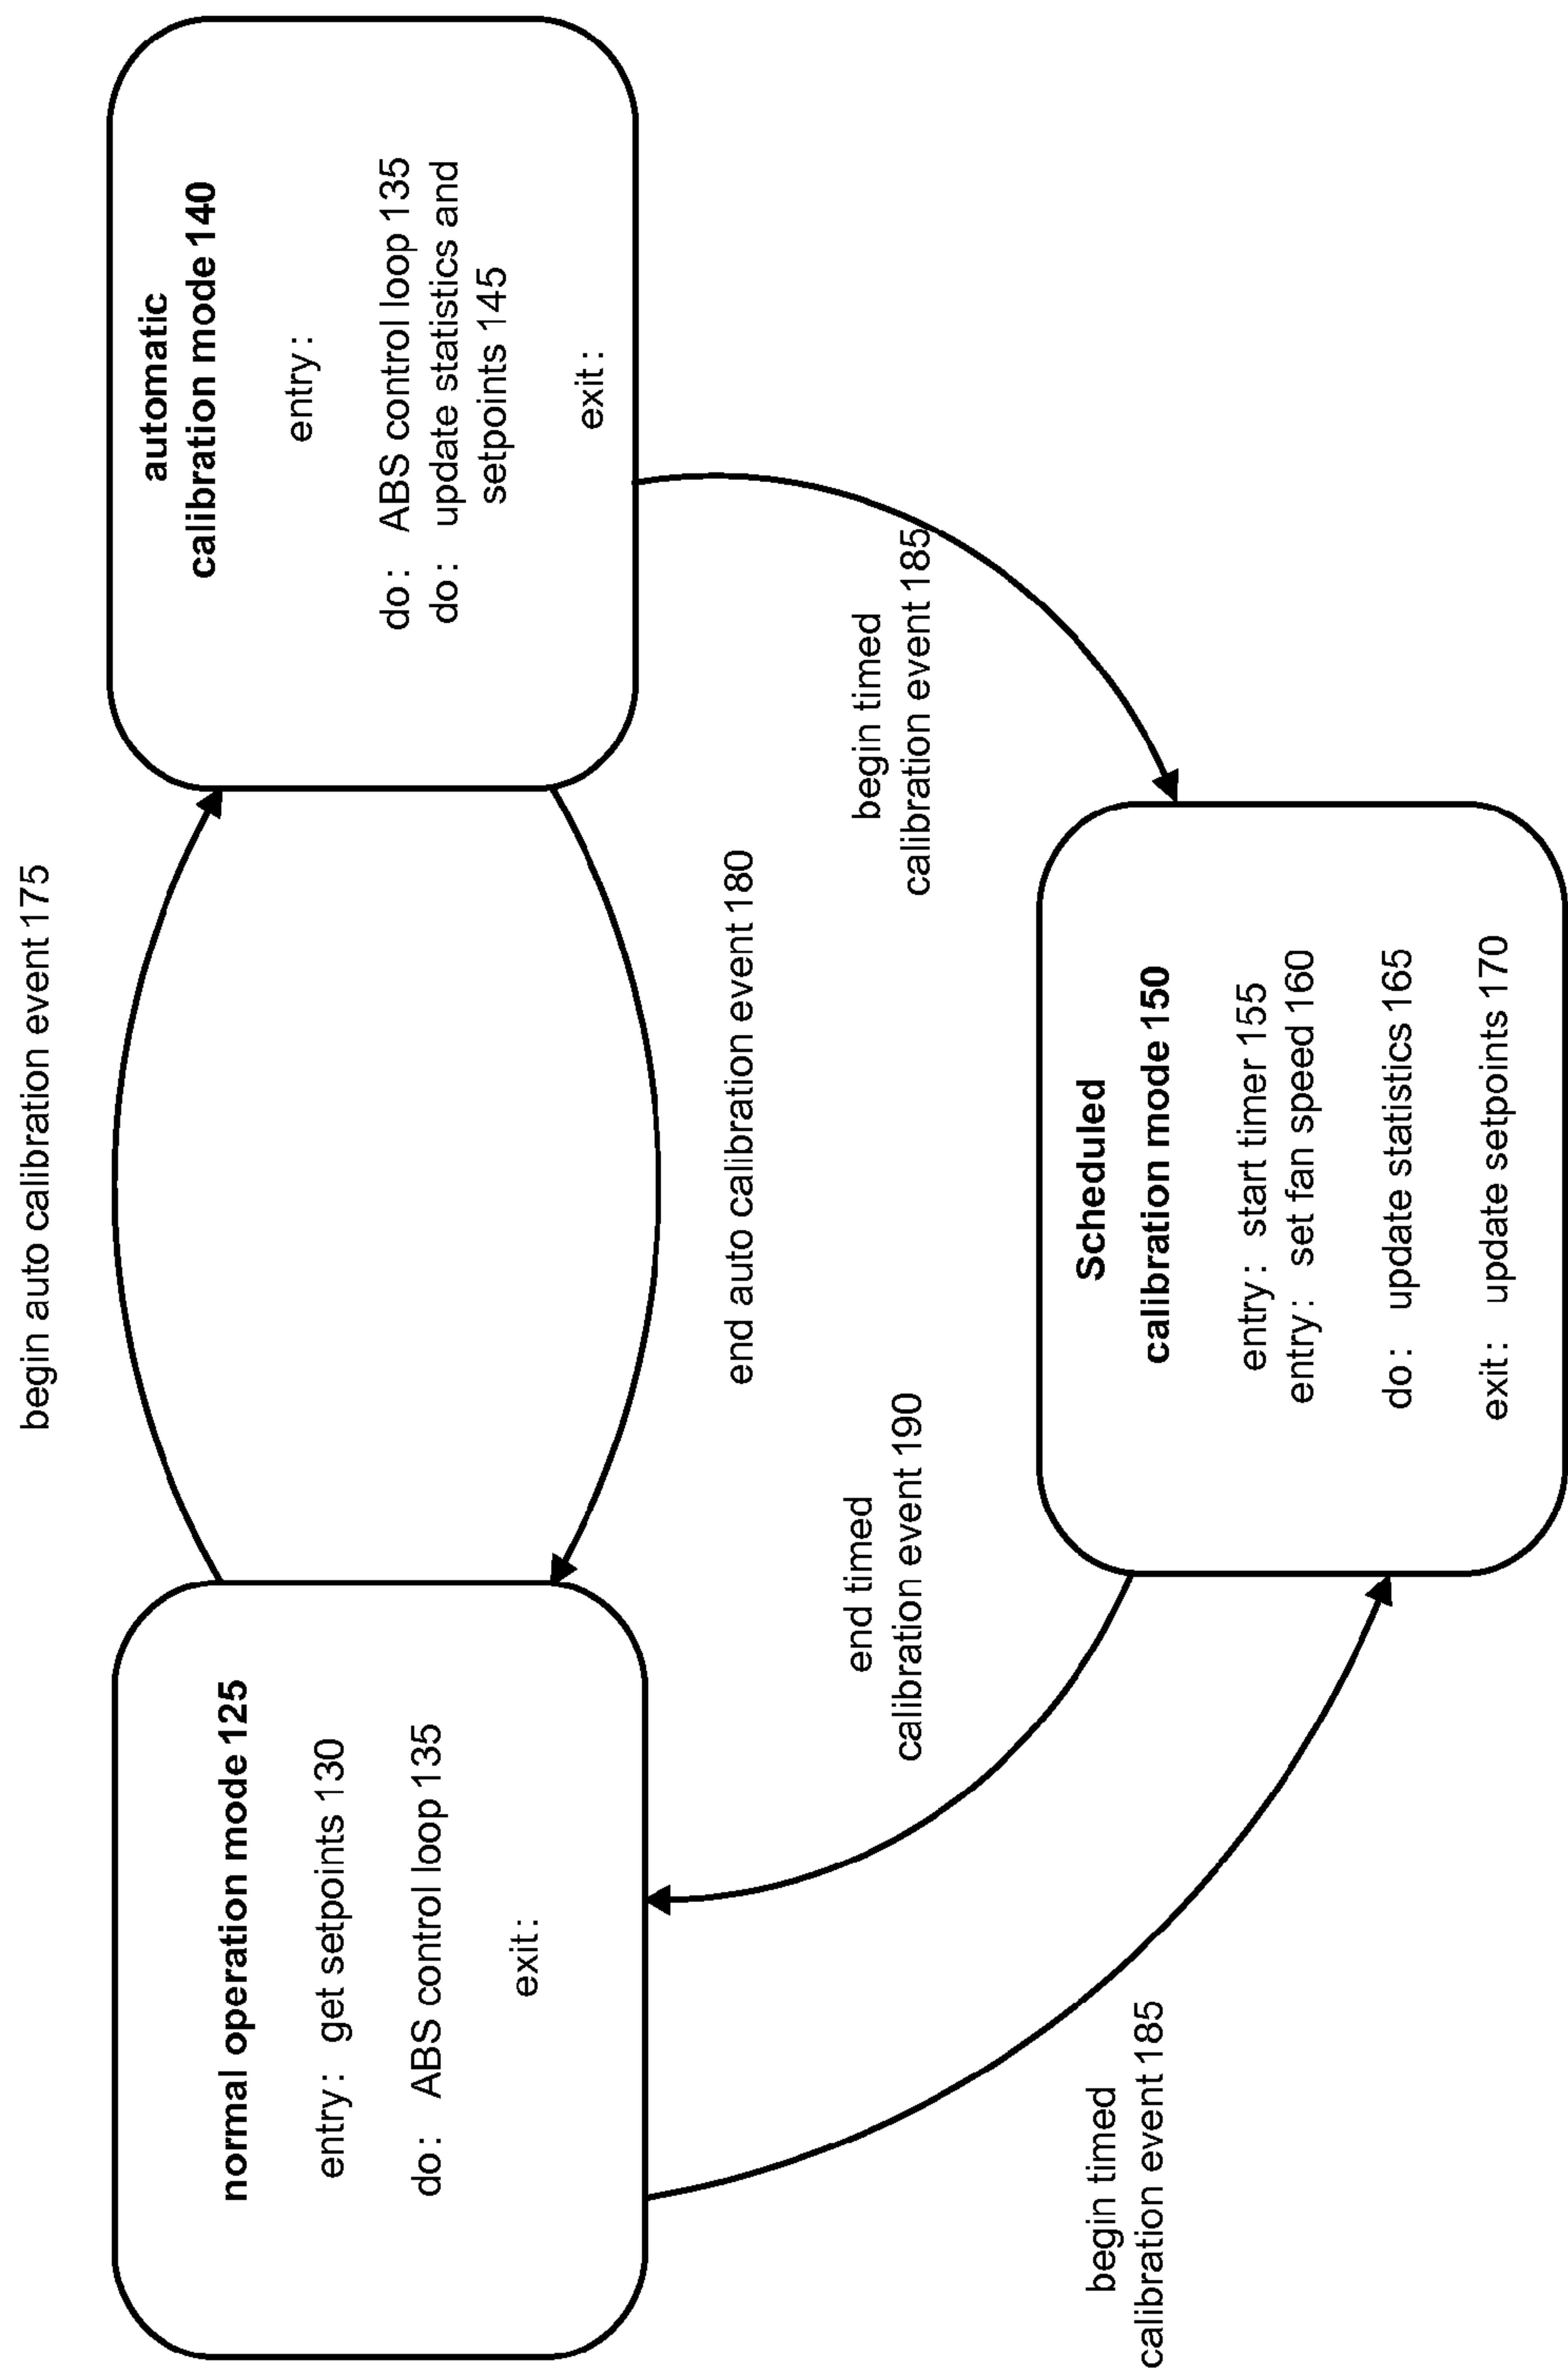 begin auto calibration event 175
normal operation mode 125
entry: get setpoints 130
do: ABS control loop 135
exit:
automatic
calibration mode 140
entry:
do: ABS control loop 135
do: update statistics and
setpoints 145
exit:
end auto calibration event 180
end timed
calibration event 190
begin timed
calibration event 185
begin timed
calibration event 185
Scheduled
calibration mode 150
entry: start timer 155
entry: set fan speed 160
do: update statistics 165
exit: update setpoints 170